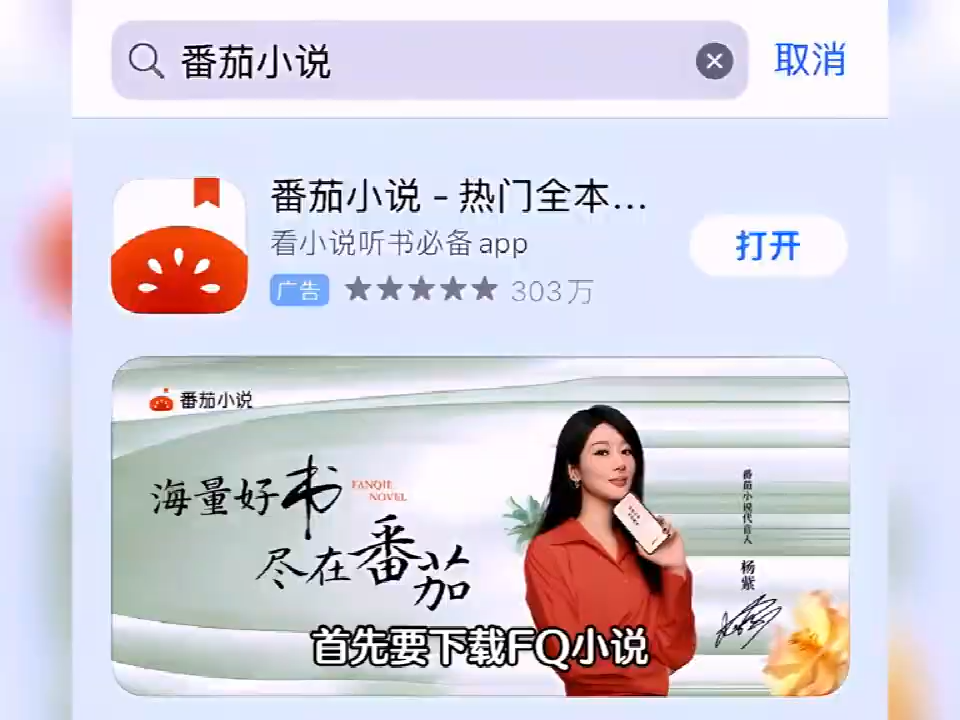 番茄小说
取消
番茄小说 - 热门全本...
看小说听书必备app
打开
广告
303万
番茄小说
海量好书
FANQIE
NOVEL
尽在番茄
番茄小说代言人
杨紫
首先要下载FQ小说